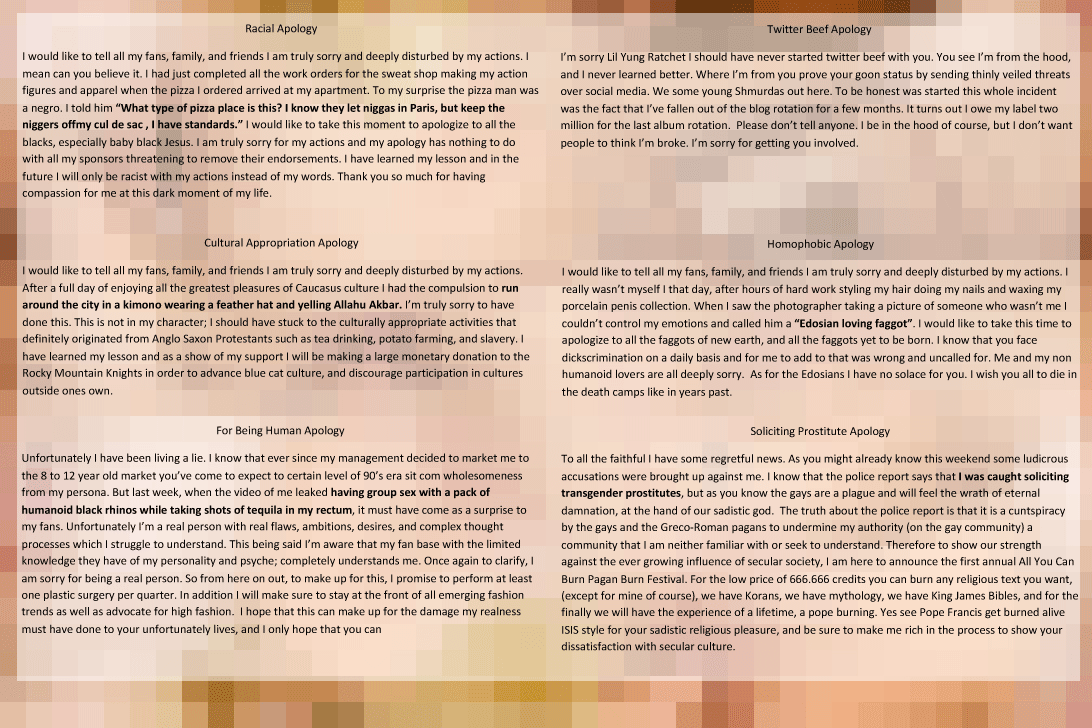 Racial Apology
I would like to tell all my fans, family, and friends I am truly sorry and deeply disturbed by my actions. I
mean can you believe it. I had just completed all the work orders for the sweat shop making my action
figures and apparel when the pizza I ordered arrived at my apartment. To my surprise the pizza man was
a negro. I told him “What type of pizza place is this? I know they let niggas in Paris, but keep the
niggers offmy cul de sac , I have standards.” I would like to take this moment to apologize to all the
blacks, especially baby black Jesus. I am truly sorry for my actions and my apology has nothing to do
with all my sponsors threatening to remove their endorsements. I have learned my lesson and in the
future I will only be racist with my actions instead of my words. Thank you so much for having
compassion for me at this dark moment of my life.
Twitter Beef Apology
I’m sorry Lil Yung Ratchet I should have never started twitter beef with you. You see I’m from the hood,
and I never learned better. Where I’m from you prove your goon status by sending thinly veiled threats
over social media. We some young Shmurdas out here. To be honest was started this whole incident
was the fact that I’ve fallen out of the blog rotation for a few months. It turns out I owe my label two
million for the last album rotation.  Please don’t tell anyone. I be in the hood of course, but I don’t want
people to think I’m broke. I’m sorry for getting you involved.
Cultural Appropriation Apology
I would like to tell all my fans, family, and friends I am truly sorry and deeply disturbed by my actions.
After a full day of enjoying all the greatest pleasures of Caucasus culture I had the compulsion to run
around the city in a kimono wearing a feather hat and yelling Allahu Akbar. I’m truly sorry to have
done this. This is not in my character; I should have stuck to the culturally appropriate activities that
definitely originated from Anglo Saxon Protestants such as tea drinking, potato farming, and slavery. I
have learned my lesson and as a show of my support I will be making a large monetary donation to the
Rocky Mountain Knights in order to advance blue cat culture, and discourage participation in cultures
outside ones own.
Homophobic Apology
I would like to tell all my fans, family, and friends I am truly sorry and deeply disturbed by my actions. I
really wasn’t myself I that day, after hours of hard work styling my hair doing my nails and waxing my
porcelain penis collection. When I saw the photographer taking a picture of someone who wasn’t me I
couldn’t control my emotions and called him a “Edosian loving faggot”. I would like to take this time to
apologize to all the faggots of new earth, and all the faggots yet to be born. I know that you face
dickscrimination on a daily basis and for me to add to that was wrong and uncalled for. Me and my non
humanoid lovers are all deeply sorry.  As for the Edosians I have no solace for you. I wish you all to die in
the death camps like in years past.
For Being Human Apology
Unfortunately I have been living a lie. I know that ever since my management decided to market me to
the 8 to 12 year old market you’ve come to expect to certain level of 90’s era sit com wholesomeness
from my persona. But last week, when the video of me leaked having group sex with a pack of
humanoid black rhinos while taking shots of tequila in my rectum, it must have come as a surprise to
my fans. Unfortunately I’m a real person with real flaws, ambitions, desires, and complex thought
processes which I struggle to understand. This being said I’m aware that my fan base with the limited
knowledge they have of my personality and psyche; completely understands me. Once again to clarify, I
am sorry for being a real person. So from here on out, to make up for this, I promise to perform at least
one plastic surgery per quarter. In addition I will make sure to stay at the front of all emerging fashion
trends as well as advocate for high fashion.  I hope that this can make up for the damage my realness
must have done to your unfortunately lives, and I only hope that you can
Soliciting Prostitute Apology
To all the faithful I have some regretful news. As you might already know this weekend some ludicrous
accusations were brought up against me. I know that the police report says that I was caught soliciting
transgender prostitutes, but as you know the gays are a plague and will feel the wrath of eternal
damnation, at the hand of our sadistic god.  The truth about the police report is that it is a cuntspiracy
by the gays and the Greco-Roman pagans to undermine my authority (on the gay community) a
community that I am neither familiar with or seek to understand. Therefore to show our strength
against the ever growing influence of secular society, I am here to announce the first annual All You Can
Burn Pagan Burn Festival. For the low price of 666.666 credits you can burn any religious text you want,
(except for mine of course), we have Korans, we have mythology, we have King James Bibles, and for the
finally we will have the experience of a lifetime, a pope burning. Yes see Pope Francis get burned alive
ISIS style for your sadistic religious pleasure, and be sure to make me rich in the process to show your
dissatisfaction with secular culture.